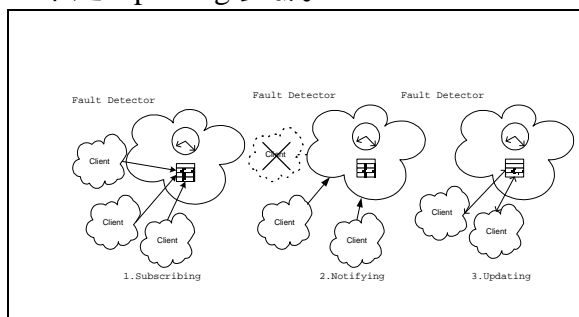 Fault Detector
Fault Detector
Fault Detector
Client
Client
Client
Client
Client
Client
Client
Client
1.Subscribing
2.Notifying
3.Updating